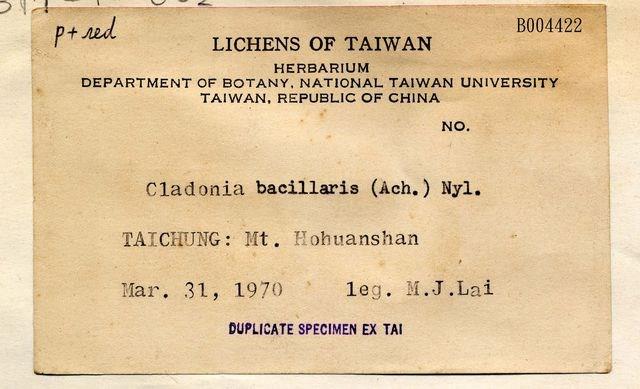 p+ red
B004422
LICHENS OF TAIWAN
HERBARIUM
DEPARTMENT OF BOTANY, NATIONAL TAIWAN UNIVERSITY
TAIWAN, REPUBLIC OF CHINA
NO.
Cladonia bacillaris (Ach.) Nyl.
TAICHUNG: Mt. Hohuanshan
Mar. 31, 1970 leg. M.J.Lai
DUPLICATE SPECIMEN EX TAI